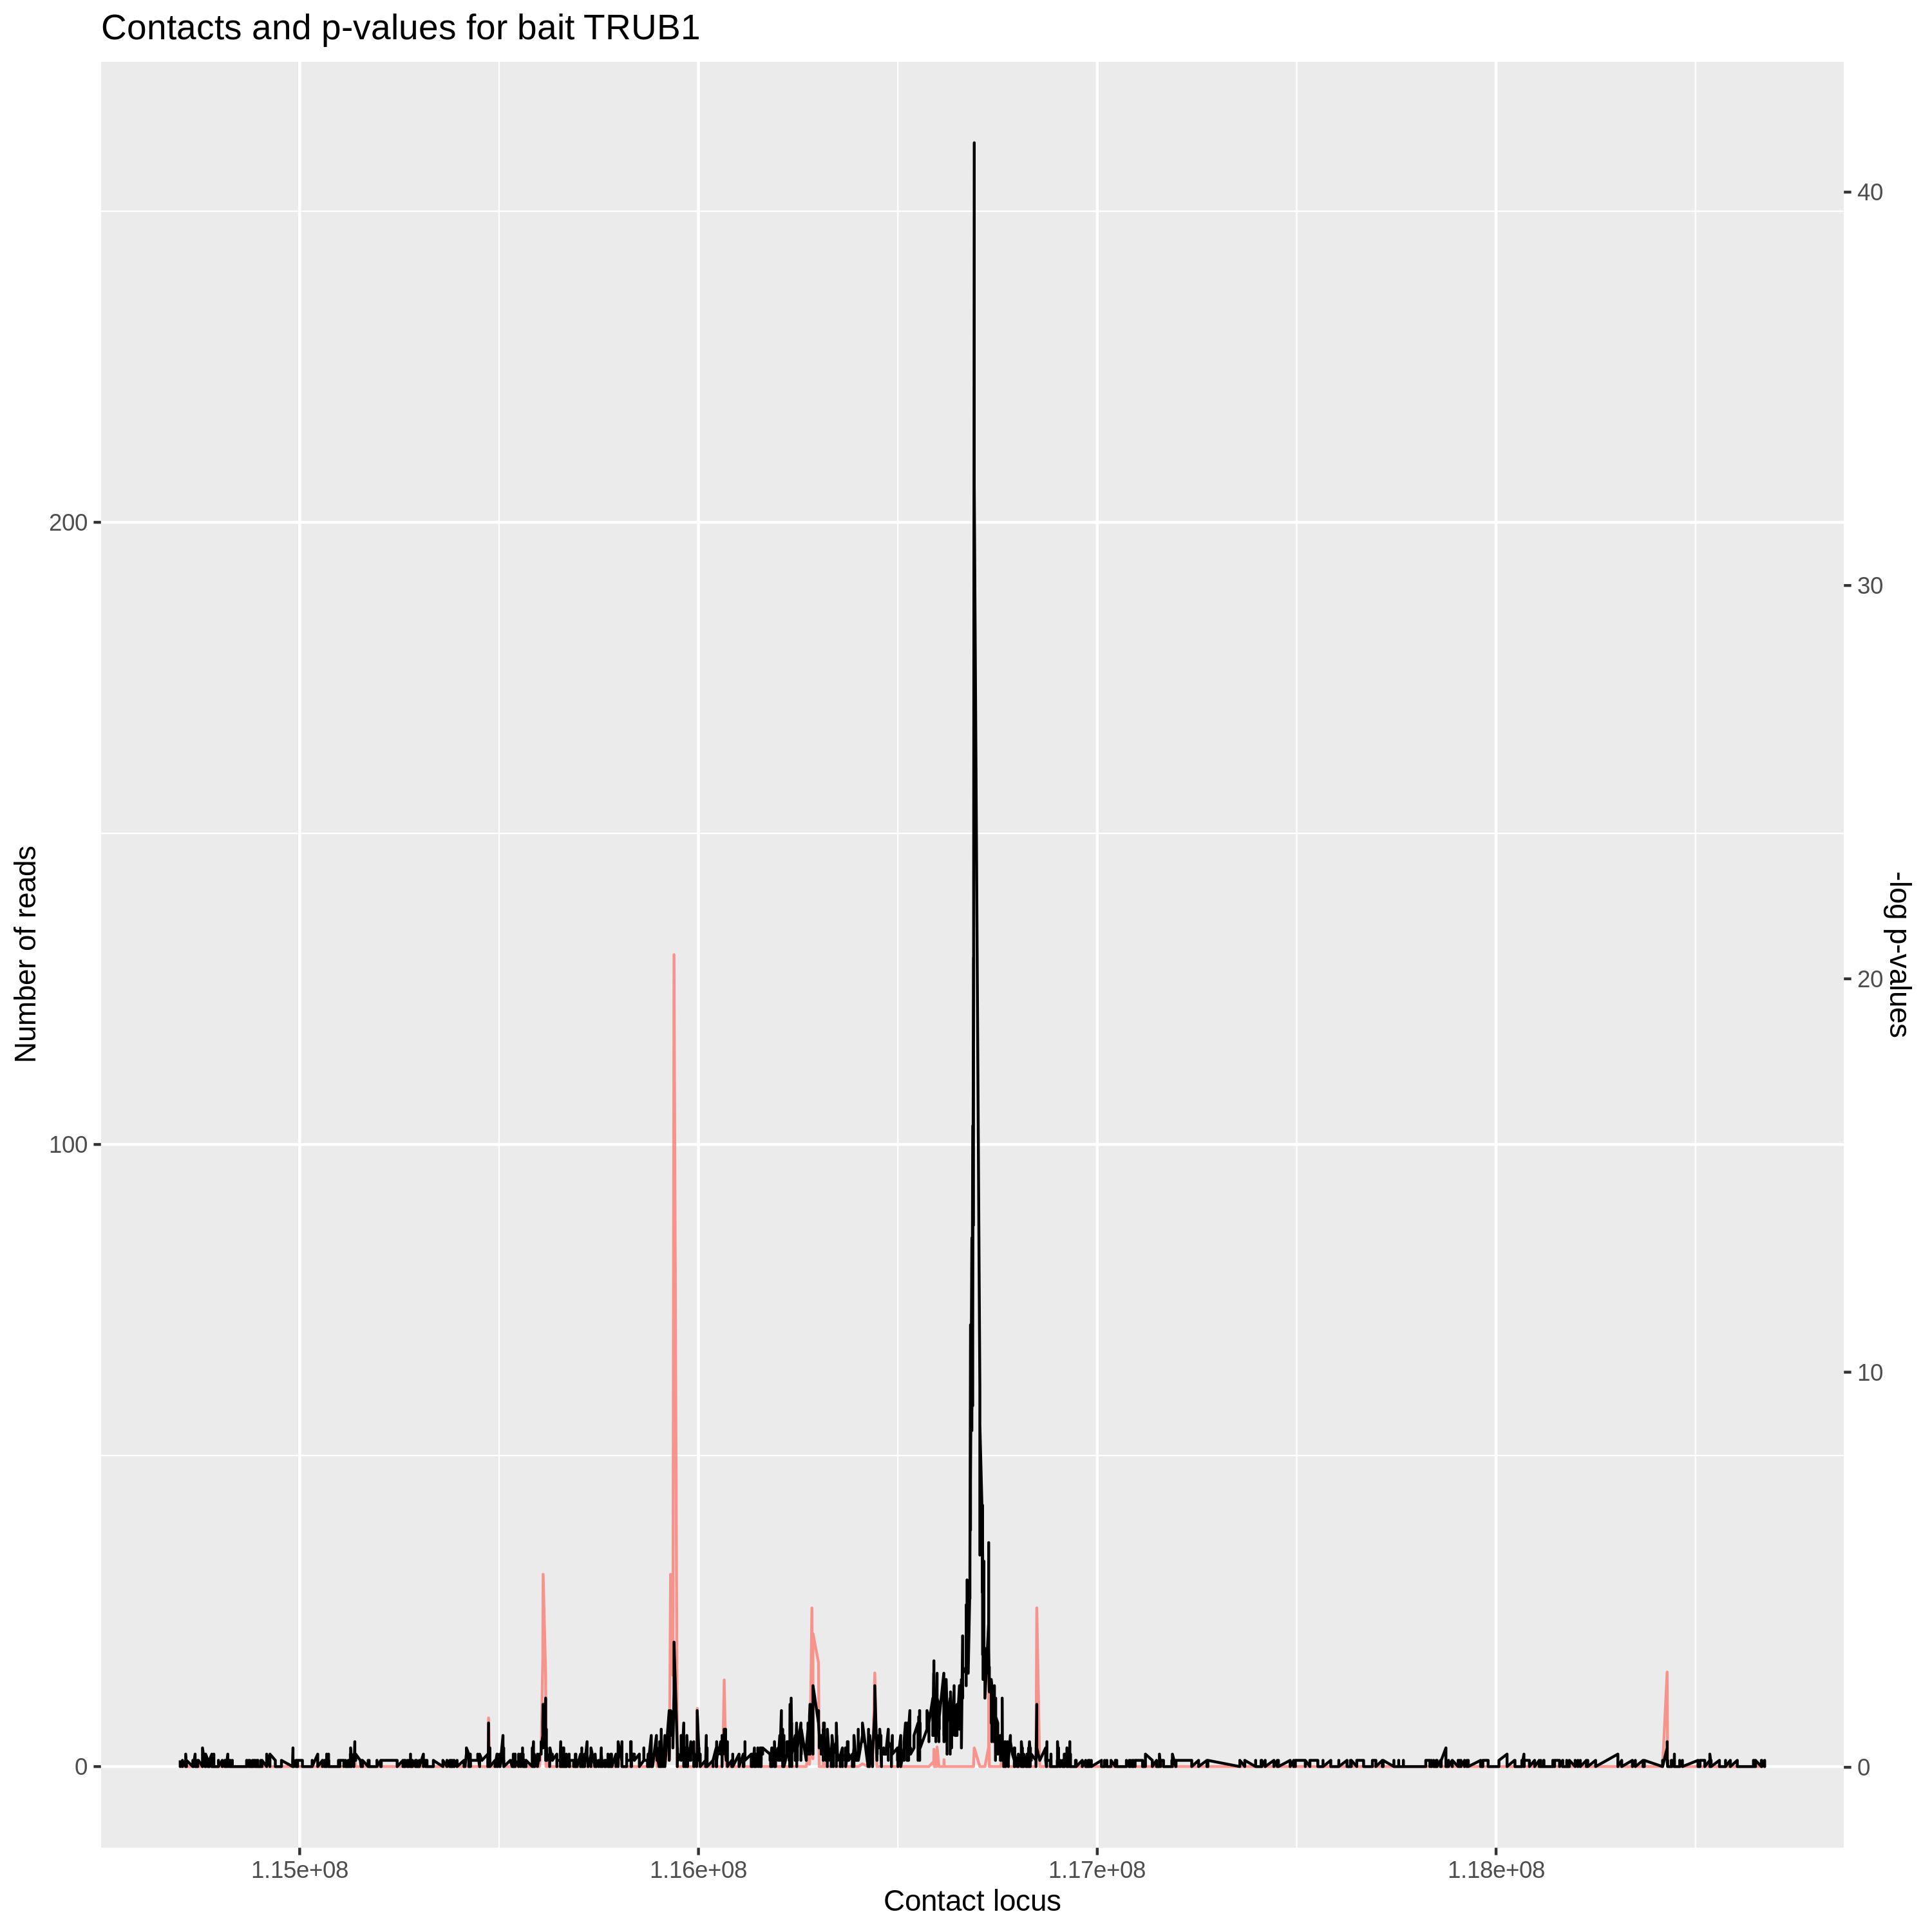 Contacts and p-values for bait TRUB1
Number of reads
200
100
0
40
30
20
10
0
-log p-values
1.15e+08
1.16e+08
1.17e+08
1.18e+08
Contact locus